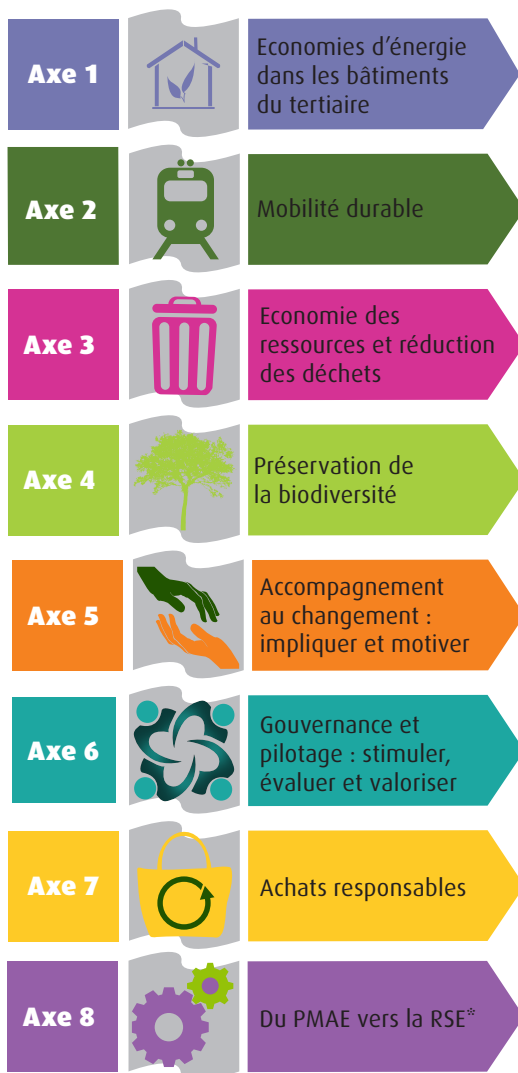 Axe 1
Economies d’énergie
dans les bâtiments
du tertiaire
Axe 2
Mobilité durable
Axe 3
Economie des
ressources et réduction
des déchets
Axe 4
Préservation de
la biodiversité
Axe 5
Accompagnement
au changement :
impliquer et motiver
Axe 6
Gouvernance et
pilotage : stimuler,
évaluer et valoriser
Axe 7
Achats responsables
Axe 8
Du PMAE vers la RSE*